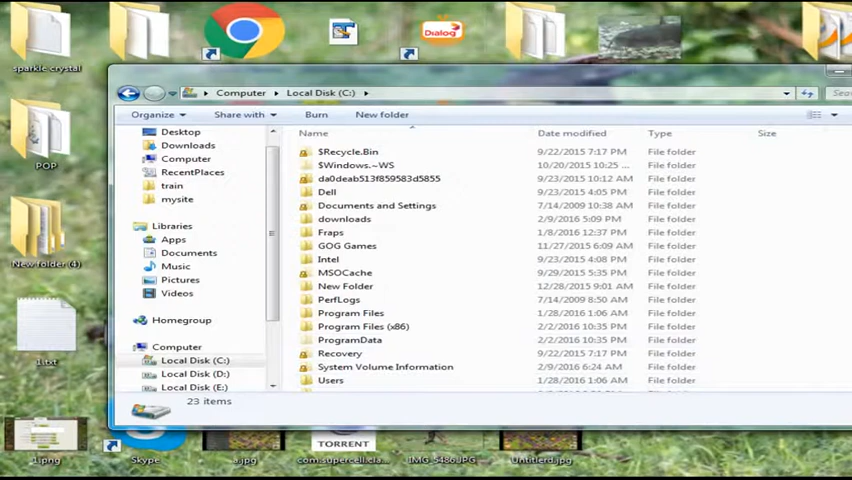 Dialog
sparkle crystal
POP
New folder (4)
1.txt
1.png
Skype
a.jpg
TORRENT
com.supercell.cla...
IMG_5486.JPG
Untitlerd.jpg
Computer Local Disk (C:)
Sea
Organize Share with Burn New folder
Desktop
Downloads
Computer
RecentPlaces
train
mysite
Libraries
Apps
Documents
Music
Pictures
Videos
Homegroup
Computer
Local Disk (C:)
Local Disk (D:)
Local Disk (E:)
Name Date modified Type Size
$Recycle.Bin 9/22/2015 7:17 PM File folder
$Windows.~WS 10/20/2015 10:25 ... File folder
da0deab513f859583d5855 9/23/2015 10:12 AM File folder
Dell 9/23/2015 4:05 PM File folder
Documents and Settings 7/14/2009 10:38 AM File folder
downloads 2/9/2016 5:09 PM File folder
Fraps 1/8/2016 12:37 PM File folder
GOG Games 11/27/2015 6:09 AM File folder
Intel 9/23/2015 4:08 PM File folder
MSOCache 9/29/2015 5:35 PM File folder
New Folder 12/28/2015 9:01 AM File folder
PerfLogs 7/14/2009 8:50 AM File folder
Program Files 1/28/2016 1:06 AM File folder
Program Files (x86) 2/2/2016 10:35 PM File folder
ProgramData 2/2/2016 10:35 PM File folder
Recovery 9/22/2015 7:17 PM File folder
System Volume Information 2/9/2016 6:24 AM File folder
Users 1/28/2016 1:06 AM File folder
23 items